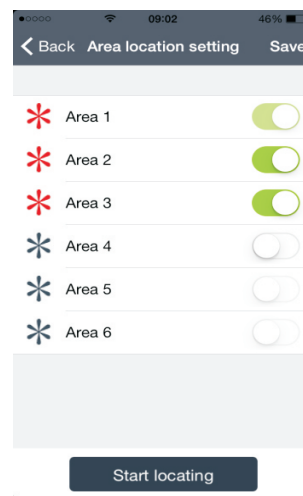 09:02 46%
Back Area location setting Save
Area 1
Area 2
Area 3
Area 4
Area 5
Area 6
Start locating